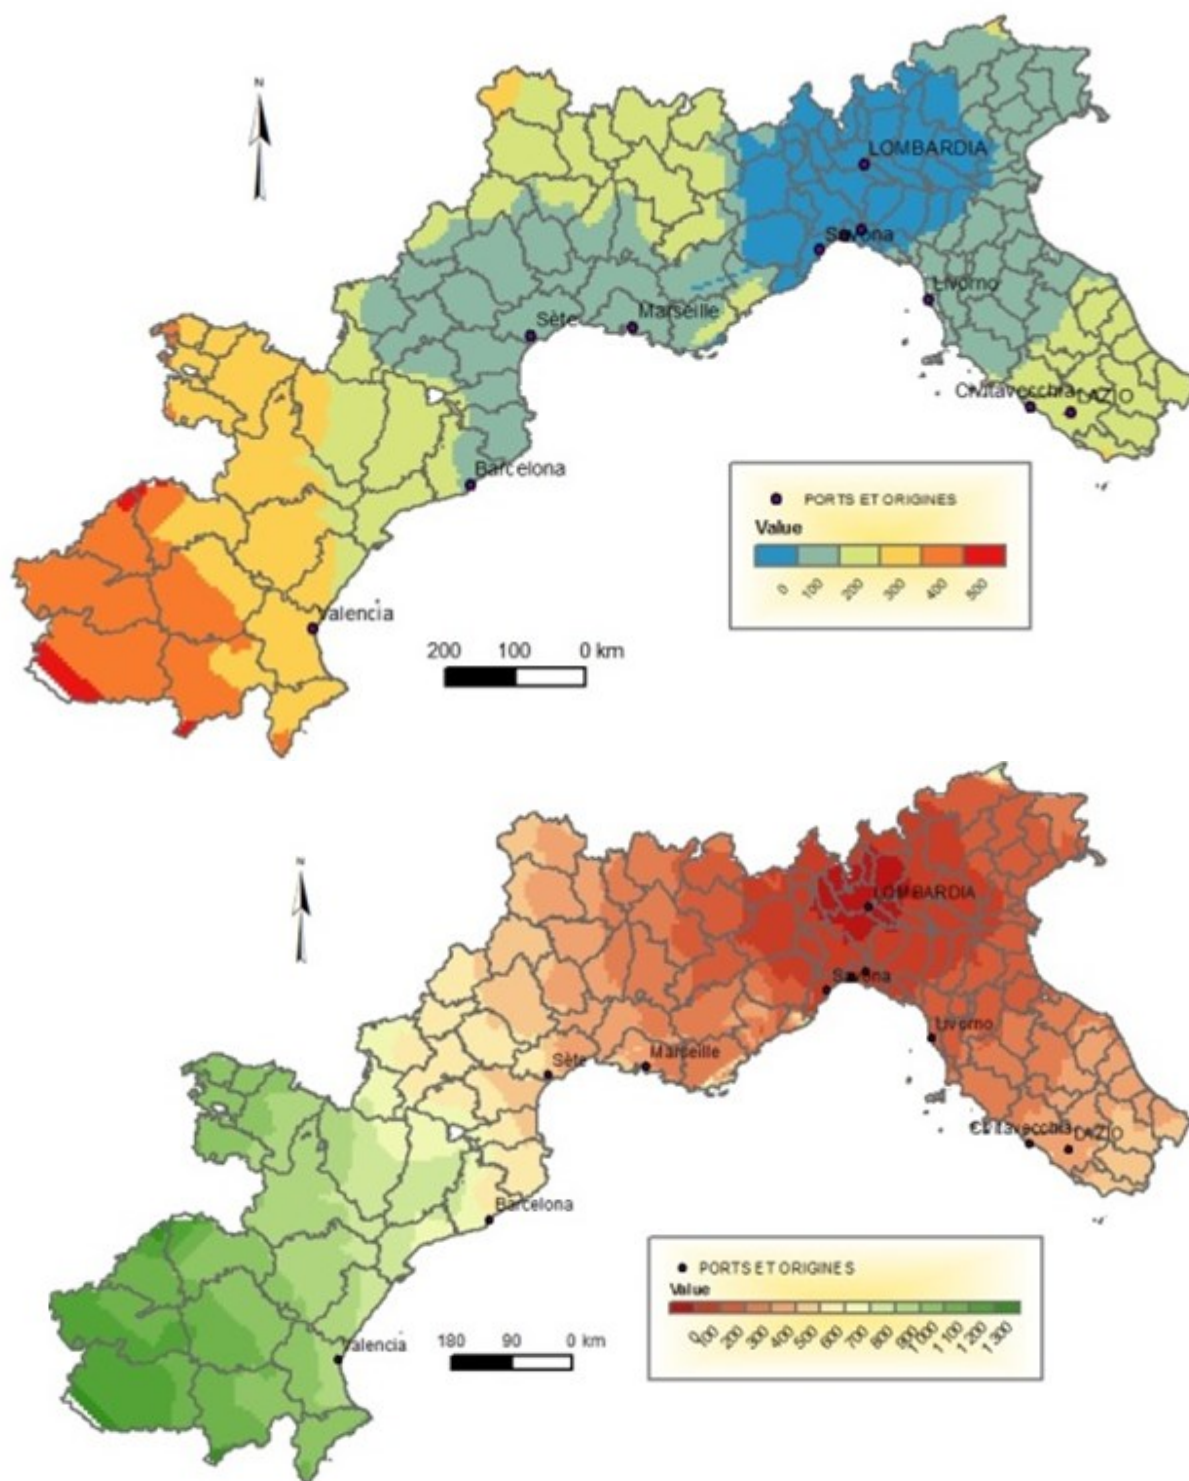 N
LOMBARDIA
Savona
Livorno
Marseille
Sète
Civitavecchia
LAZIO
Barcelona
PORTS ET ORIGINES
Value
0 100 200 300 400 500
Valencia
200 100 0 km
N
LOMBARDIA
Savona
Livorno
Marseille
Sète
Civitavecchia
LAZIO
Barcelona
PORTS ET ORIGINES
Value
0 100 200 300 400 500 600 700 800 900 1 000 1 100 1 200 1 300
Valencia
180 90 0 km